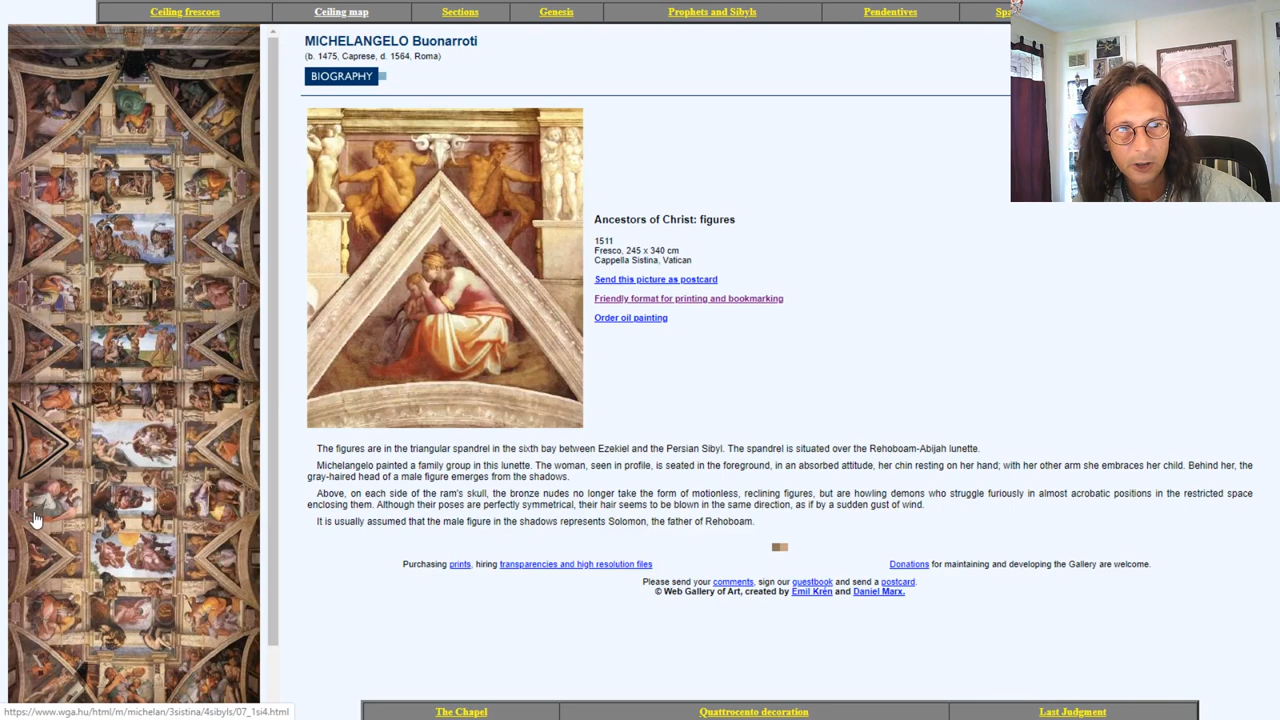 Ceiling frescoes Ceiling map Sections Genesis Prophets and Sibyls Pendentives
MICHELANGELO Buonarroti
(b. 1475, Caprese, d. 1564, Roma)
BIOGRAPHY
Ancestors of Christ: figures
1511
Fresco, 245 x 340 cm
Cappella Sistina, Vatican
Send this picture as postcard
Friendly format for printing and bookmarking
Order oil painting
The figures are in the triangular spandrel in the sixth bay between Ezekiel and the Persian Sibyl. The spandrel is situated over the Rehoboam-Abijah lunette.
Michelangelo painted a family group in this lunette. The woman, seen in profile, is seated in the foreground, in an absorbed attitude, her chin resting on her hand; with her other arm she embraces her child. Behind her, the
gray-haired head of a male figure emerges from the shadows.
Above, on each side of the ram's skull, the bronze nudes no longer take the form of motionless, reclining figures, but are howling demons who struggle furiously in almost acrobatic positions in the restricted space
enclosing them. Although their poses are perfectly symmetrical, their hair seems to be blown in the same direction, as if by a sudden gust of wind.
It is usually assumed that the male figure in the shadows represents Solomon, the father of Rehoboam.
Purchasing prints, hiring transparencies and high resolution files Donations for maintaining and developing the Gallery are welcome.
Please send your comments, sign our guestbook and send a postcard.
© Web Gallery of Art, created by Emil Krén and Daniel Marx.
The Chapel Quattrocento decoration Last Judgment
https://www.wga.hu/html/m/michelan/3sistina/4sibyls/07_1si4.html